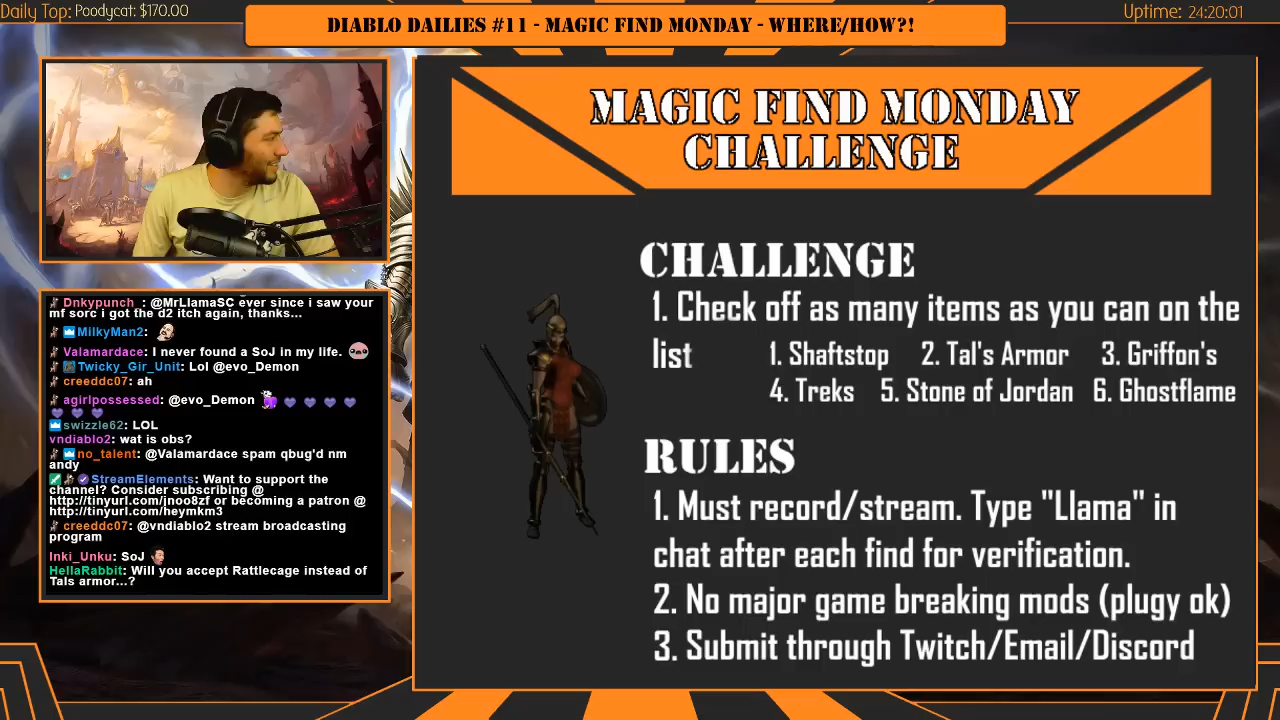 Daily Top: Poodycat: $170.00
Uptime: 24:20:01
DIABLO DAILIES #11 - MAGIC FIND MONDAY - WHERE/HOW?!
MAGIC FIND MONDAY
CHALLENGE
CHALLENGE
1. Check off as many items as you can on the
list
1. Shaftstop 2. Tal's Armor 3. Griffon's
4. Treks 5. Stone of Jordan 6. Ghostflame
RULES
1. Must record/stream. Type "Llama" in
chat after each find for verification.
2. No major game breaking mods (plugy ok)
3. Submit through Twitch/Email/Discord
Dnkypunch_: @MrLlamaSC ever since i saw your
mf sorc i got the d2 itch again, thanks...
MilkyMan2:
Valamardace: I never found a SoJ in my life.
Twicky_Gir_Unit: Lol @evo_Demon
creeddc07: ah
agirlpossessed: @evo_Demon
swizzle62: LOL
vndiablo2: wat is obs?
no_talent: @Valamardace spam qbug'd nm
andy
StreamElements: Want to support the
channel? Consider subscribing @
http://tinyurl.com/jnoo8zf or becoming a patron @
http://tinyurl.com/heymkm3
creeddc07: @vndiablo2 stream broadcasting
program
Inki_Unku: SoJ
HellaRabbit: Will you accept Rattlecage instead of
Tals armor...?